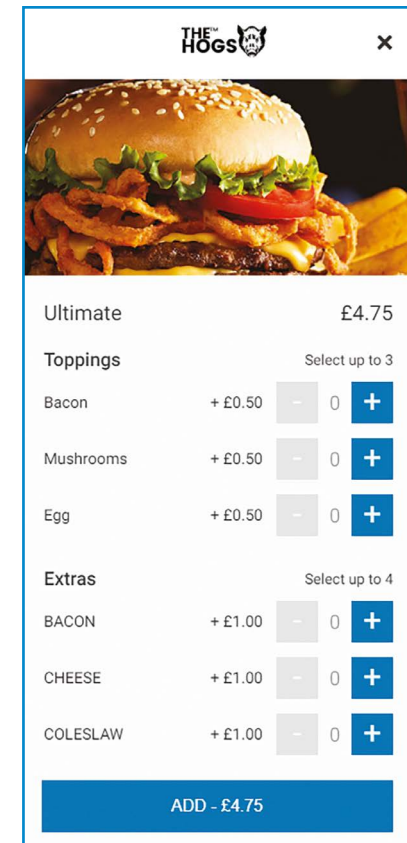 THE™
HOGS
×
Ultimate £4.75
Toppings Select up to 3
Bacon + £0.50 - 0 +
Mushrooms + £0.50 - 0 +
Egg + £0.50 - 0 +
Extras Select up to 4
BACON + £1.00 - 0 +
CHEESE + £1.00 - 0 +
COLESLAW + £1.00 - 0 +
ADD - £4.75